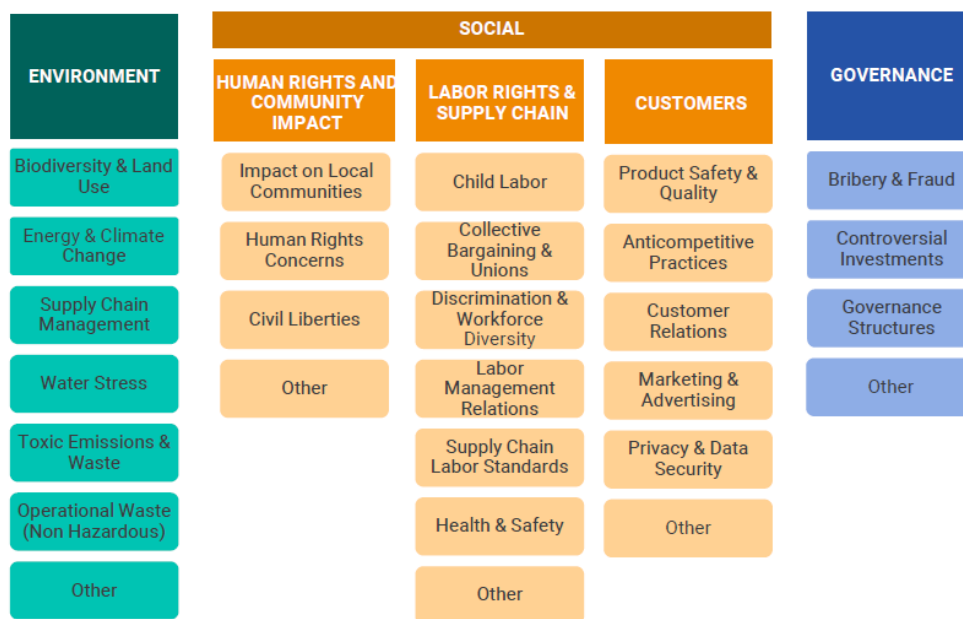 ENVIRONMENT
Biodiversity & Land
Use
Energy & Climate
Change
Supply Chain
Management
Water Stress
Toxic Emissions &
Waste
Operational Waste
(Non Hazardous)
Other
SOCIAL
HUMAN RIGHTS AND
COMMUNITY
IMPACT
Impact on Local
Communities
Human Rights
Concerns
Civil Liberties
Other
LABOR RIGHTS &
SUPPLY CHAIN
Child Labor
Collective
Bargaining &
Unions
Discrimination &
Workforce
Diversity
Labor
Management
Relations
Supply Chain
Labor Standards
Health & Safety
Other
CUSTOMERS
Product Safety &
Quality
Anticompetitive
Practices
Customer
Relations
Marketing &
Advertising
Privacy & Data
Security
Other
GOVERNANCE
Bribery & Fraud
Controversial
Investments
Governance
Structures
Other